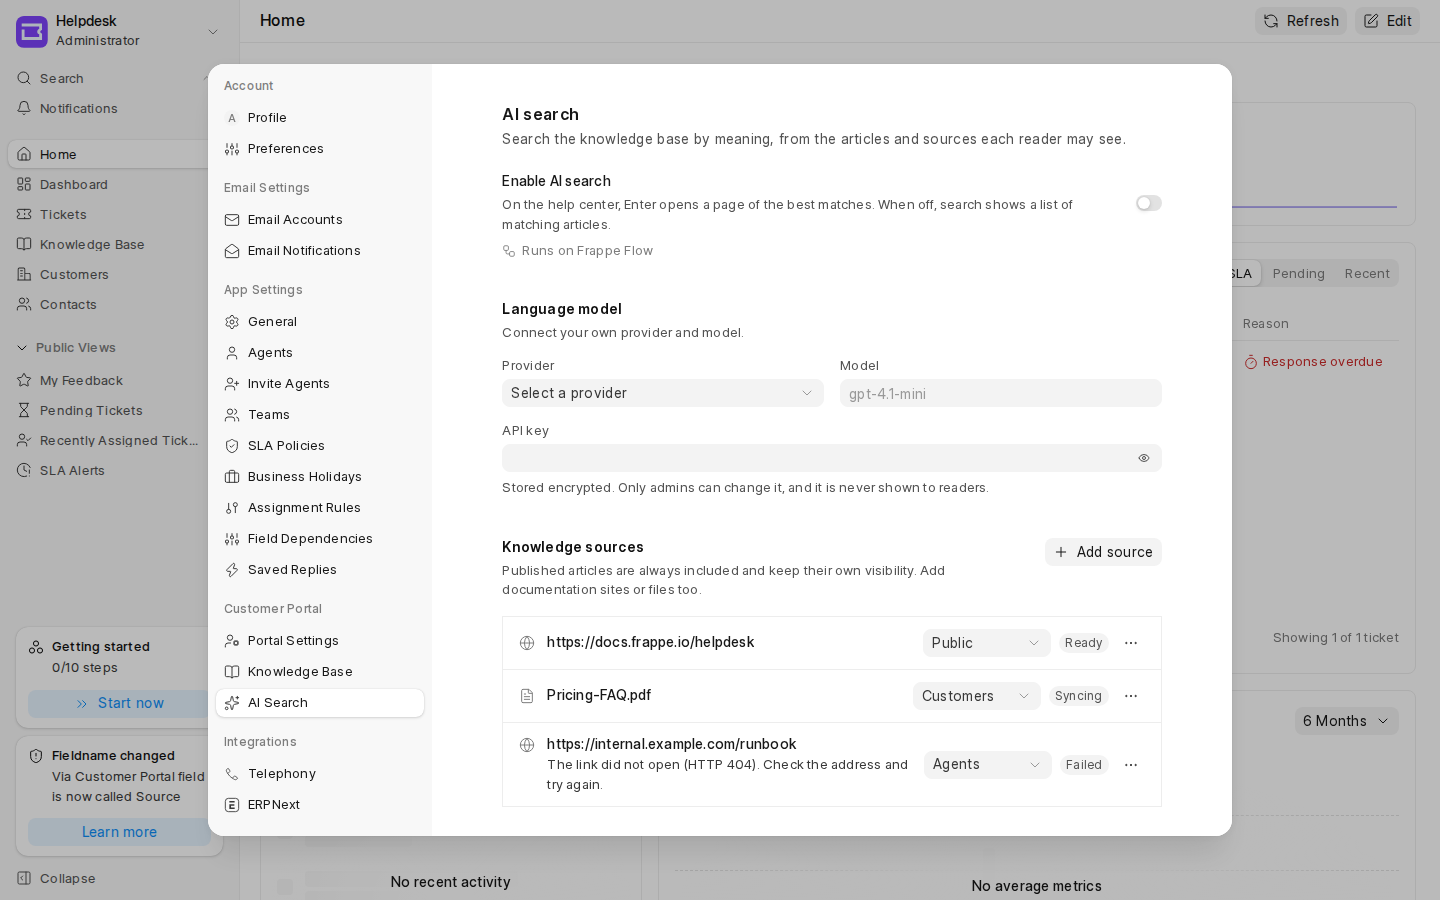 Helpdesk
Administrator
Search
Notifications
Home
Dashboard
Tickets
Knowledge Base
Customers
Contacts
Public Views
My Feedback
Pending Tickets
Recently Assigned Tick...
SLA Alerts
Getting started
0/10 steps
Start now
Fieldname changed
Via Customer Portal field
is now called Source
Learn more
Collapse
Home
Refresh
Edit
Account
A Profile
Preferences
Email Settings
Email Accounts
Email Notifications
App Settings
General
Agents
Invite Agents
Teams
SLA Policies
Business Holidays
Assignment Rules
Field Dependencies
Saved Replies
Customer Portal
Portal Settings
Knowledge Base
AI Search
Integrations
Telephony
ERPNext
AI search
Search the knowledge base by meaning, from the articles and sources each reader may see.
Enable AI search
On the help center, Enter opens a page of the best matches. When off, search shows a list of
matching articles.
Runs on Frappe Flow
Language model
Connect your own provider and model.
Provider
Model
Select a provider
gpt-4.1-mini
API key
Stored encrypted. Only admins can change it, and it is never shown to readers.
Knowledge sources
Add source
Published articles are always included and keep their own visibility. Add
documentation sites or files too.
https://docs.frappe.io/helpdesk
Public
Ready
Pricing-FAQ.pdf
Customers
Syncing
https://internal.example.com/runbook
The link did not open (HTTP 404). Check the address and
try again.
Agents
Failed
SLA
Pending
Recent
Reason
Response overdue
Showing 1 of 1 ticket
6 Months
No recent activity
No average metrics